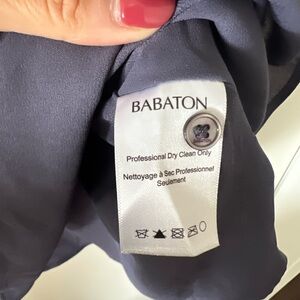 BABATON
Professional Dry Clean Only
Nettoyage à Sec Professionnel
Seulement